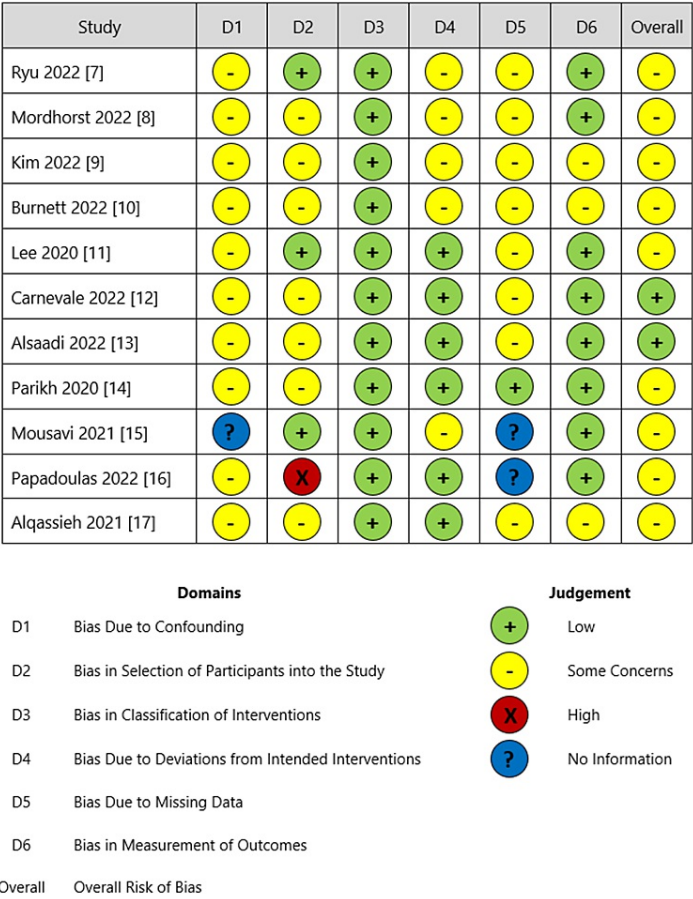 Study D1 D2 D3 D4 D5 D6 Overall
Ryu 2022 [7] - + + - - + -
Mordhorst 2022 [8] - - + - - + -
Kim 2022 [9] - - + - - - -
Burnett 2022 [10] - - + - - - -
Lee 2020 [11] - + + + - + -
Carnevale 2022 [12] - - + + - + +
Alsaadi 2022 [13] - - + + - + +
Parikh 2020 [14] - - + + + + -
Mousavi 2021 [15] ? + + - ? + -
Papadoulas 2022 [16] - X + + ? + -
Alqassieh 2021 [17] - - + + - - -
Domains Judgement
D1 Bias Due to Confounding + Low
D2 Bias in Selection of Participants into the Study - Some Concerns
D3 Bias in Classification of Interventions X High
D4 Bias Due to Deviations from Intended Interventions ? No Information
D5 Bias Due to Missing Data
D6 Bias in Measurement of Outcomes
Overall Overall Risk of Bias